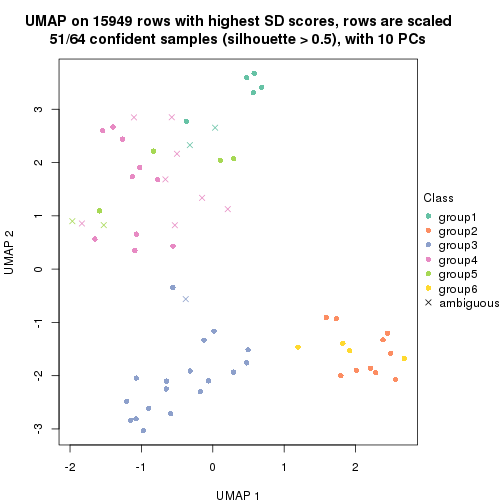 UMAP on 15949 rows with highest SD scores, rows are scaled
51/64 confident samples (silhouette > 0.5), with 10 PCs
3
2
1
0
-1
-2
-3
UMAP 2
-2
-1
0
1
2
UMAP 1
Class
group1
group2
group3
group4
group5
group6
ambiguous